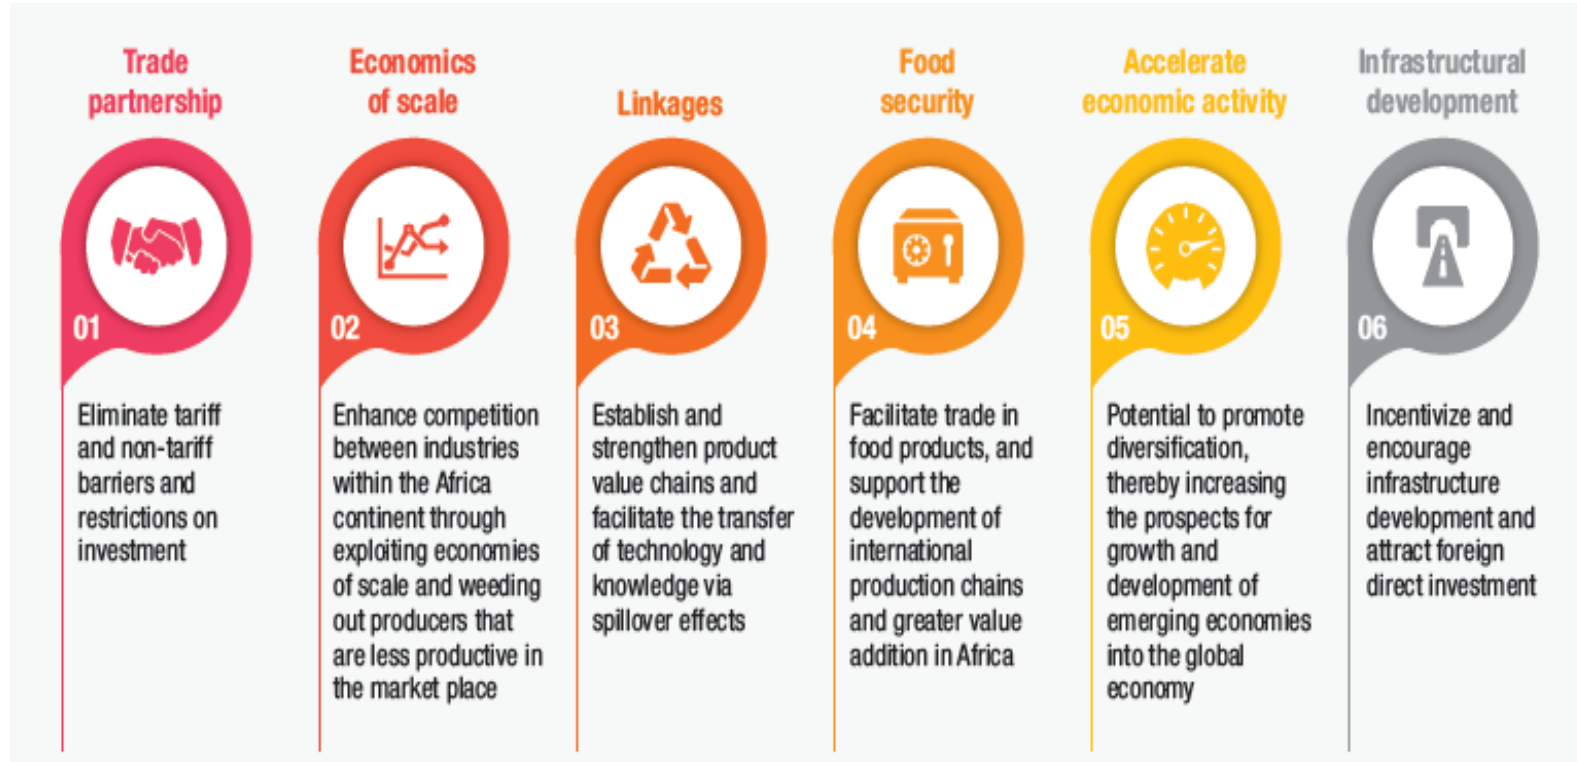 Trade
partnership
01
Eliminate tariff
and non-tariff
barriers and
restrictions on
investment
Economics
of scale
02
Enhance competition
between industries
within the Africa
continent through
exploiting economies
of scale and weeding
out producers that
are less productive in
the market place
Linkages
03
Establish and
strengthen product
value chains and
facilitate the transfer
of technology and
knowledge via
spillover effects
Food
security
04
Facilitate trade in
food products, and
support the
development of
international
production chains
and greater value
addition in Africa
Accelerate
economic activity
05
Potential to promote
diversification,
thereby increasing
the prospects for
growth and
development of
emerging economies
into the global
economy
Infrastructural
development
06
Incentivize and
encourage
infrastructure
development and
attract foreign
direct investment